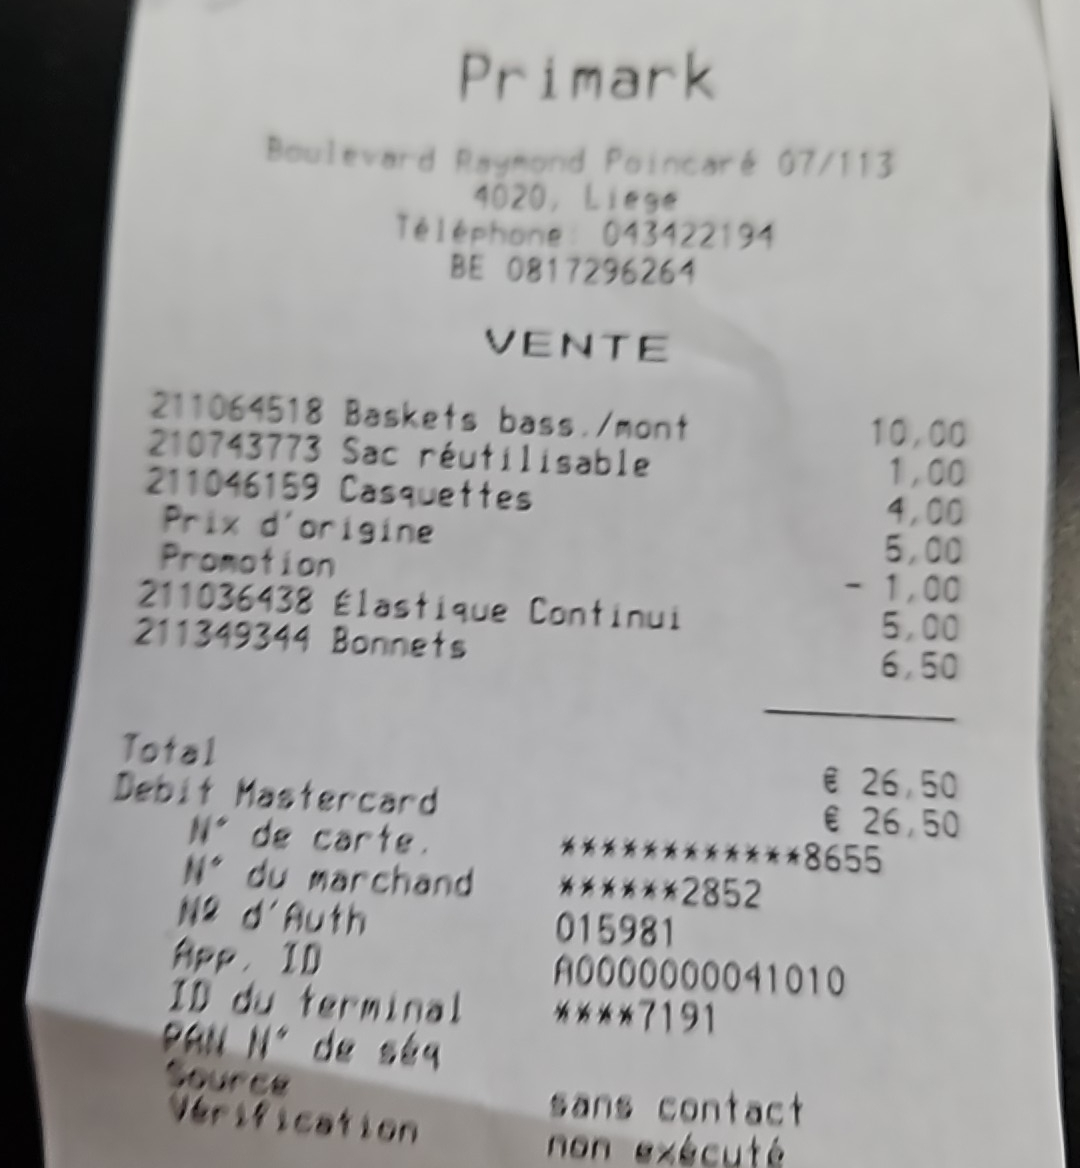 Primark
Boulevard Raymond Poincaré 07/113
4020, Liege
Téléphone: 043422194
BE 0817296264
VENTE
211064518 Baskets bass./mont 10,00
210743773 Sac réutilisable 1,00
211046159 Casquettes 4,00
Prix d'origine 5,00
Promotion - 1,00
211036438 Élastique Continui 5,00
211349344 Bonnets 6,50
Total € 26,50
Debit Mastercard € 26,50
N° de carte. ************8655
N° du marchand ******2852
Nº d'Auth 015981
App. ID A0000000041010
ID du terminal ****7191
PAN N° de séq
Source sans contact
Vérification non exécuté